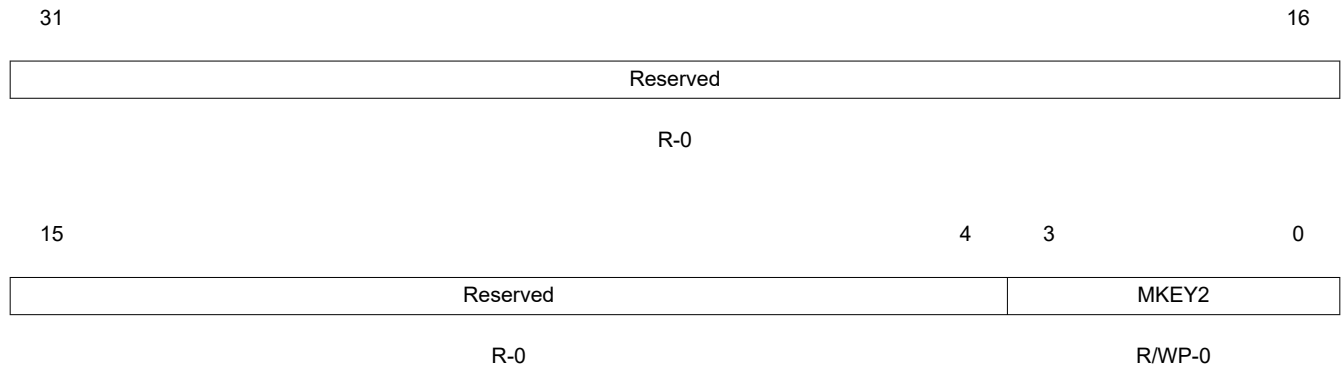 31 16
Reserved
R-0
15 4 3 0
Reserved MKEY2
R-0 R/WP-0